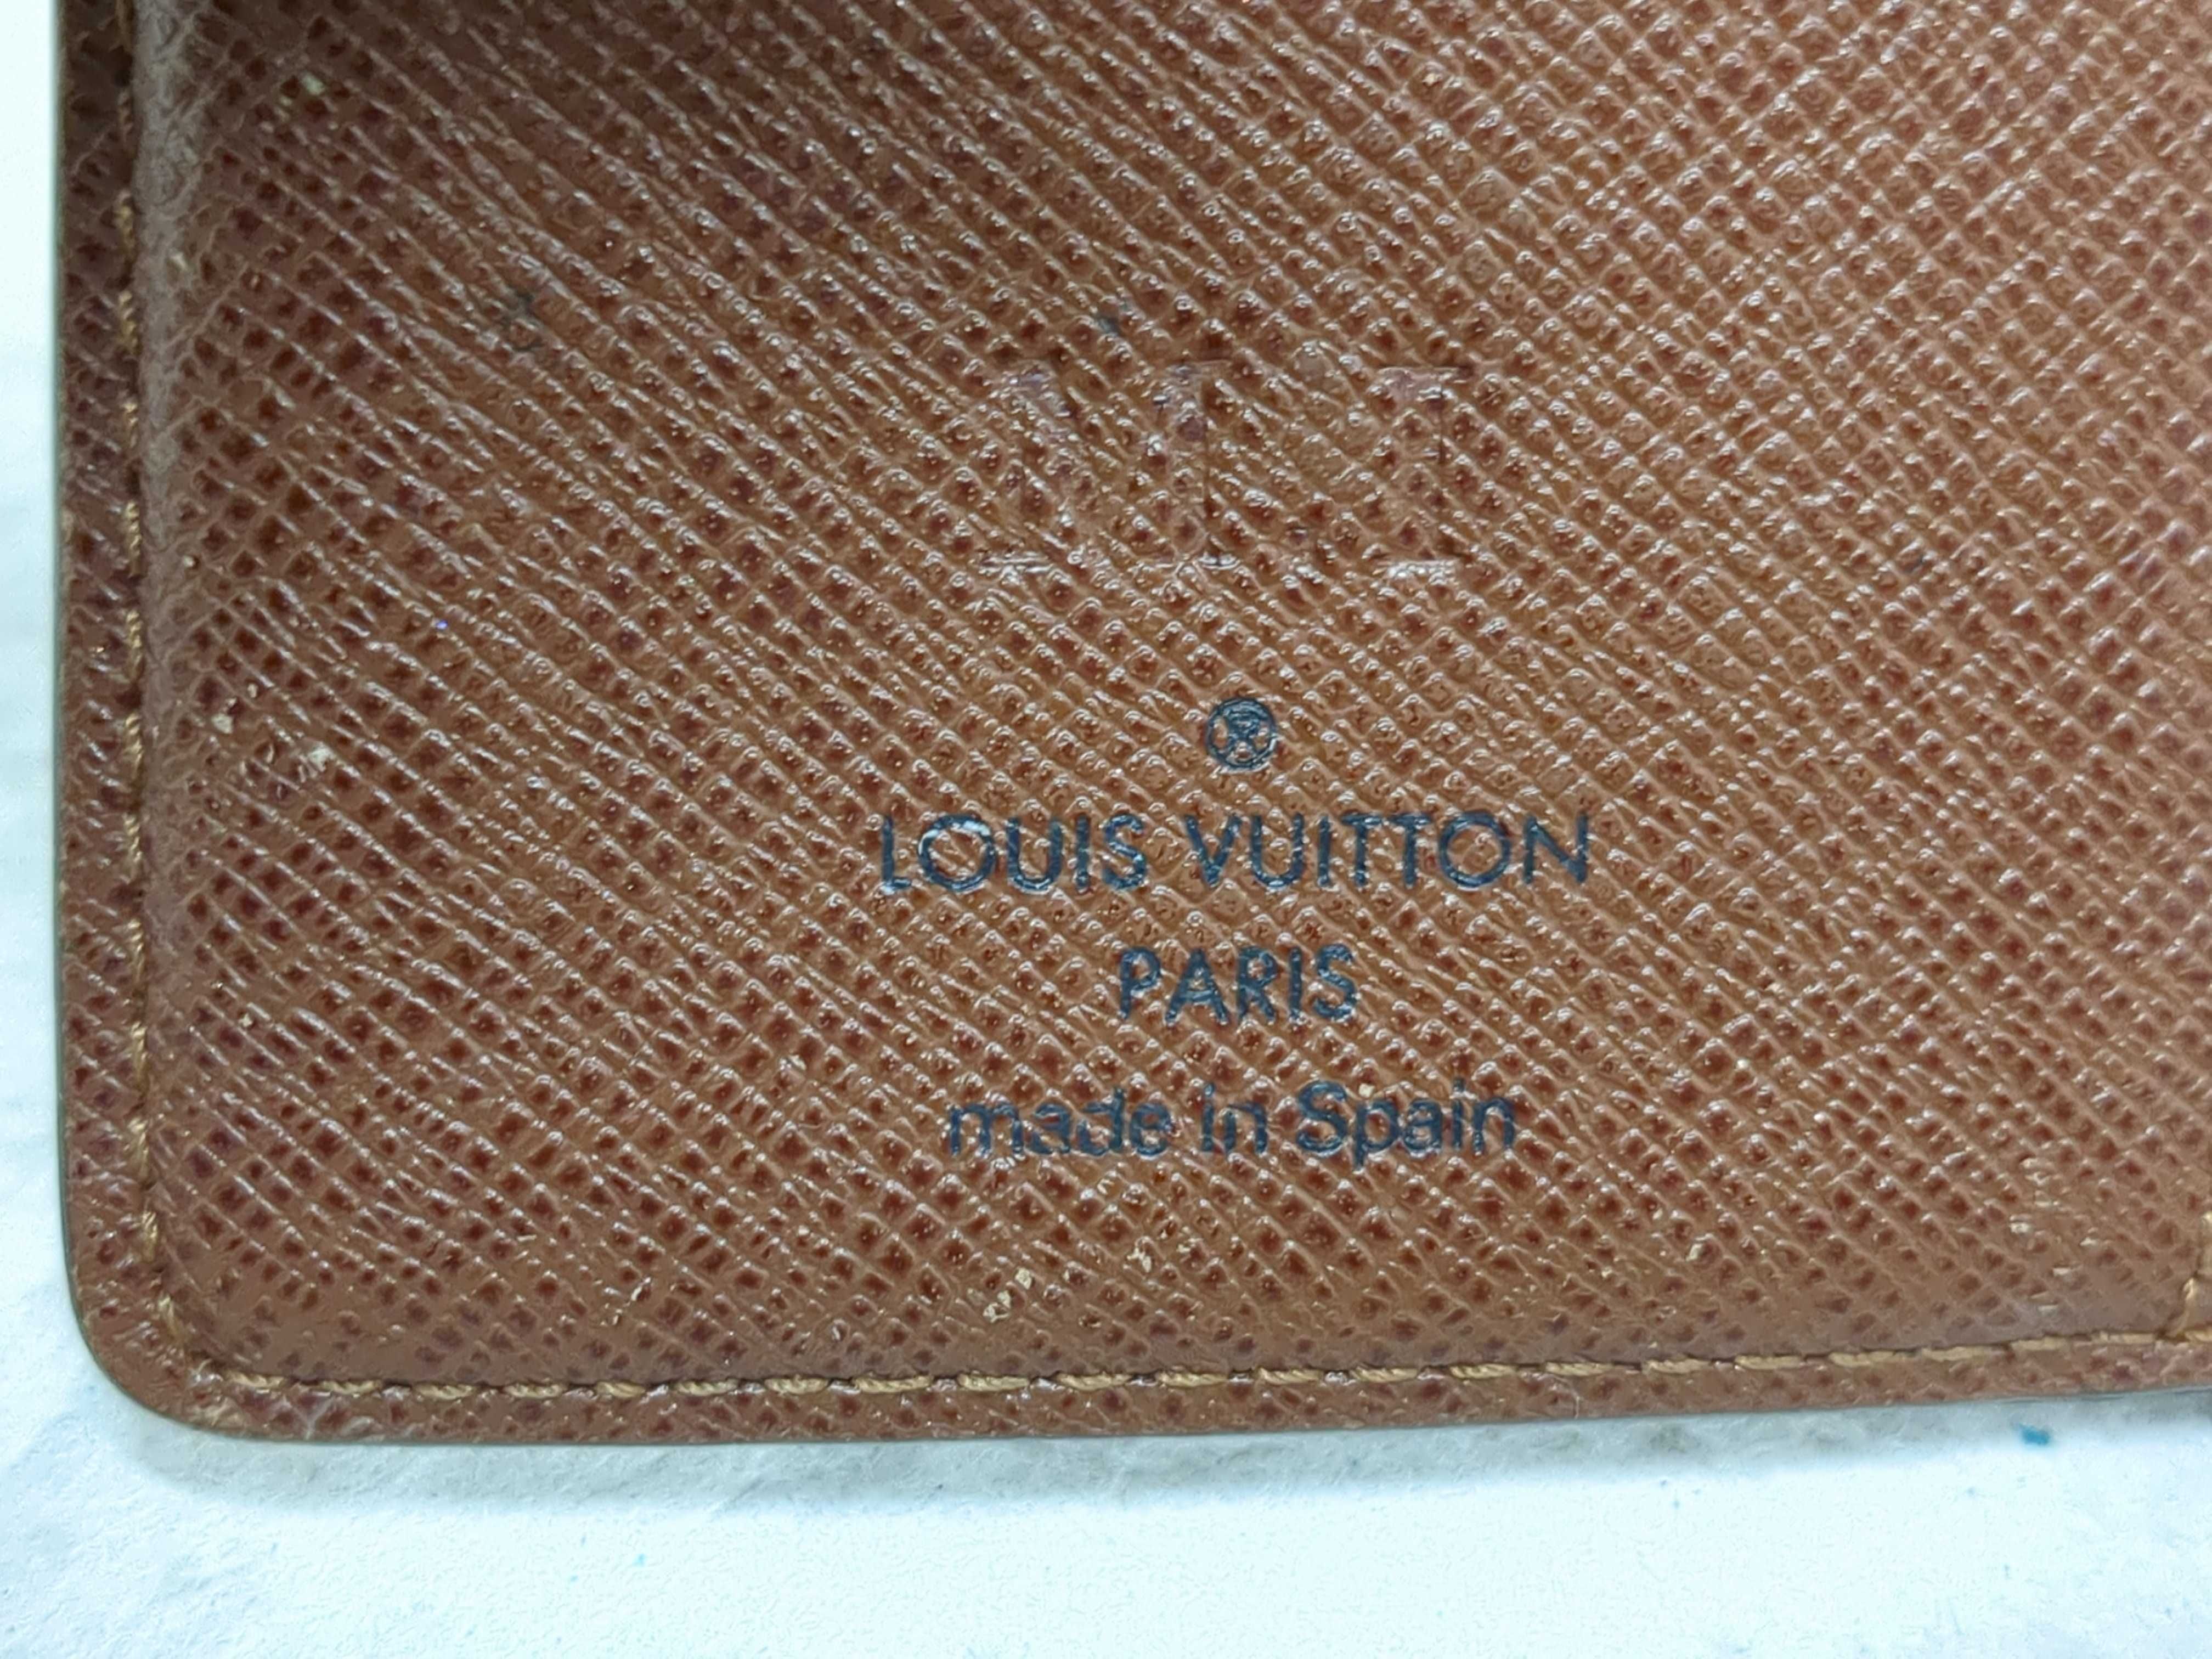 ®
LOUIS VUITTON
PARIS
made in Spain